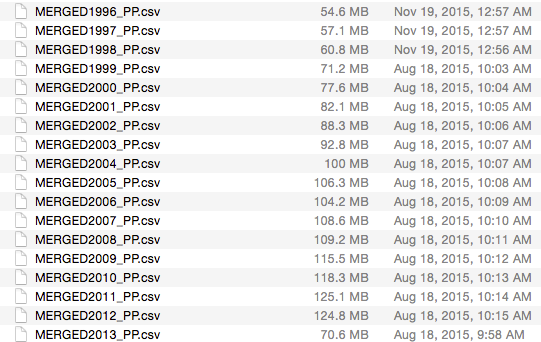 MERGED1996_PP.csv 54.6 MB Nov 19, 2015, 12:57 AM
MERGED1997_PP.csv 57.1 MB Nov 19, 2015, 12:57 AM
MERGED1998_PP.csv 60.8 MB Nov 19, 2015, 12:56 AM
MERGED1999_PP.csv 71.2 MB Aug 18, 2015, 10:03 AM
MERGED2000_PP.csv 77.6 MB Aug 18, 2015, 10:04 AM
MERGED2001_PP.csv 82.1 MB Aug 18, 2015, 10:05 AM
MERGED2002_PP.csv 88.3 MB Aug 18, 2015, 10:06 AM
MERGED2003_PP.csv 92.8 MB Aug 18, 2015, 10:07 AM
MERGED2004_PP.csv 100 MB Aug 18, 2015, 10:07 AM
MERGED2005_PP.csv 106.3 MB Aug 18, 2015, 10:08 AM
MERGED2006_PP.csv 104.2 MB Aug 18, 2015, 10:09 AM
MERGED2007_PP.csv 108.6 MB Aug 18, 2015, 10:10 AM
MERGED2008_PP.csv 109.2 MB Aug 18, 2015, 10:11 AM
MERGED2009_PP.csv 115.5 MB Aug 18, 2015, 10:12 AM
MERGED2010_PP.csv 118.3 MB Aug 18, 2015, 10:13 AM
MERGED2011_PP.csv 125.1 MB Aug 18, 2015, 10:14 AM
MERGED2012_PP.csv 124.8 MB Aug 18, 2015, 10:15 AM
MERGED2013_PP.csv 70.6 MB Aug 18, 2015, 9:58 AM